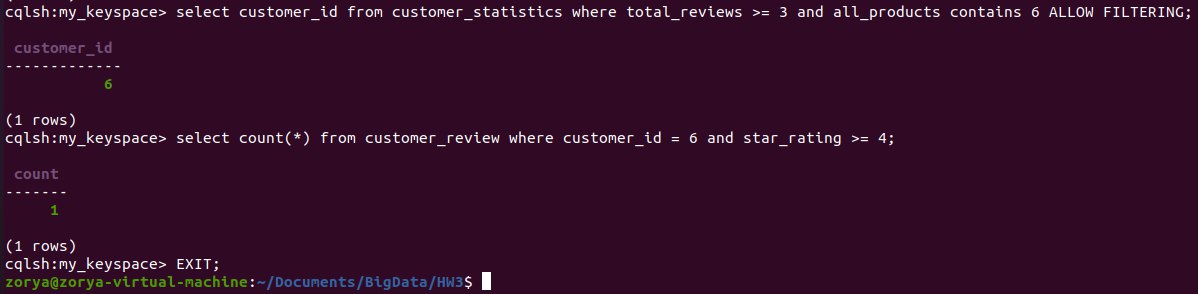 cqlsh:my_keyspace> select customer_id from customer_statistics where total_reviews >= 3 and all_products contains 6 ALLOW FILTERING;
customer_id
-------------
6
(1 rows)
cqlsh:my_keyspace> select count(*) from customer_review where customer_id = 6 and star_rating >= 4;
count
-------
1
(1 rows)
cqlsh:my_keyspace> EXIT;
zorya@zorya-virtual-machine:~/Documents/BigData/HW3$